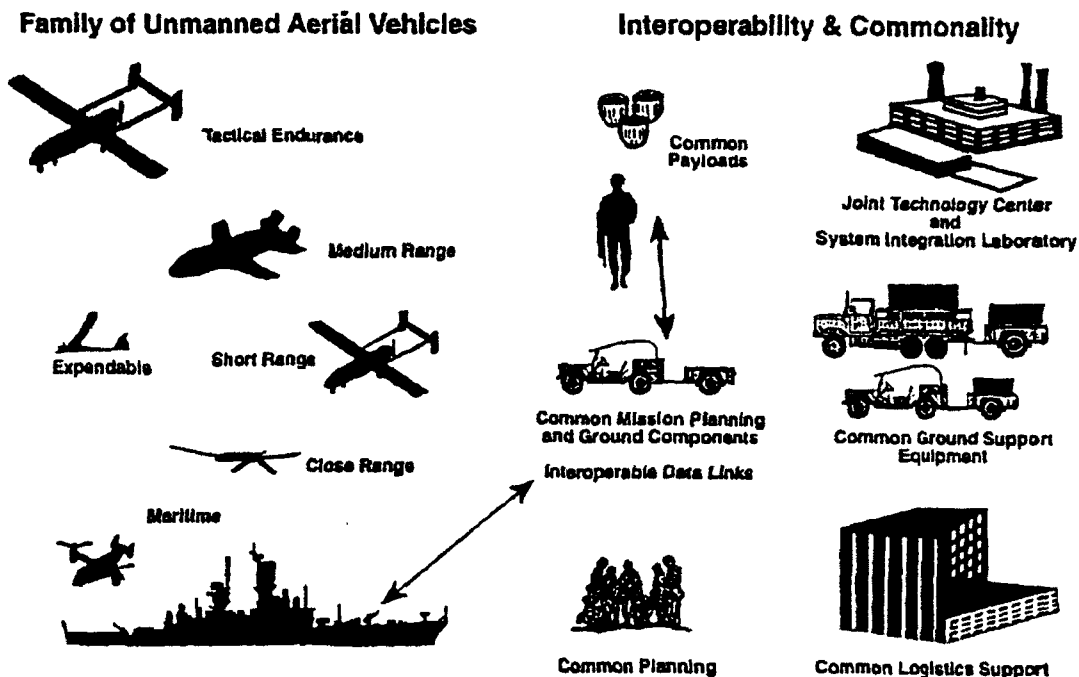 Family of Unmanned Aerial Vehicles
Tactical Endurance
Medium Range
Expendable
Short Range
Close Range
Maritime
Interoperability & Commonality
Common
Payloads
Common Mission Planning
and Ground Components
Interoperable Data Links
Common Planning
Joint Technology Center
and
System Integration Laboratory
Common Ground Support
Equipment
Common Logistics Support